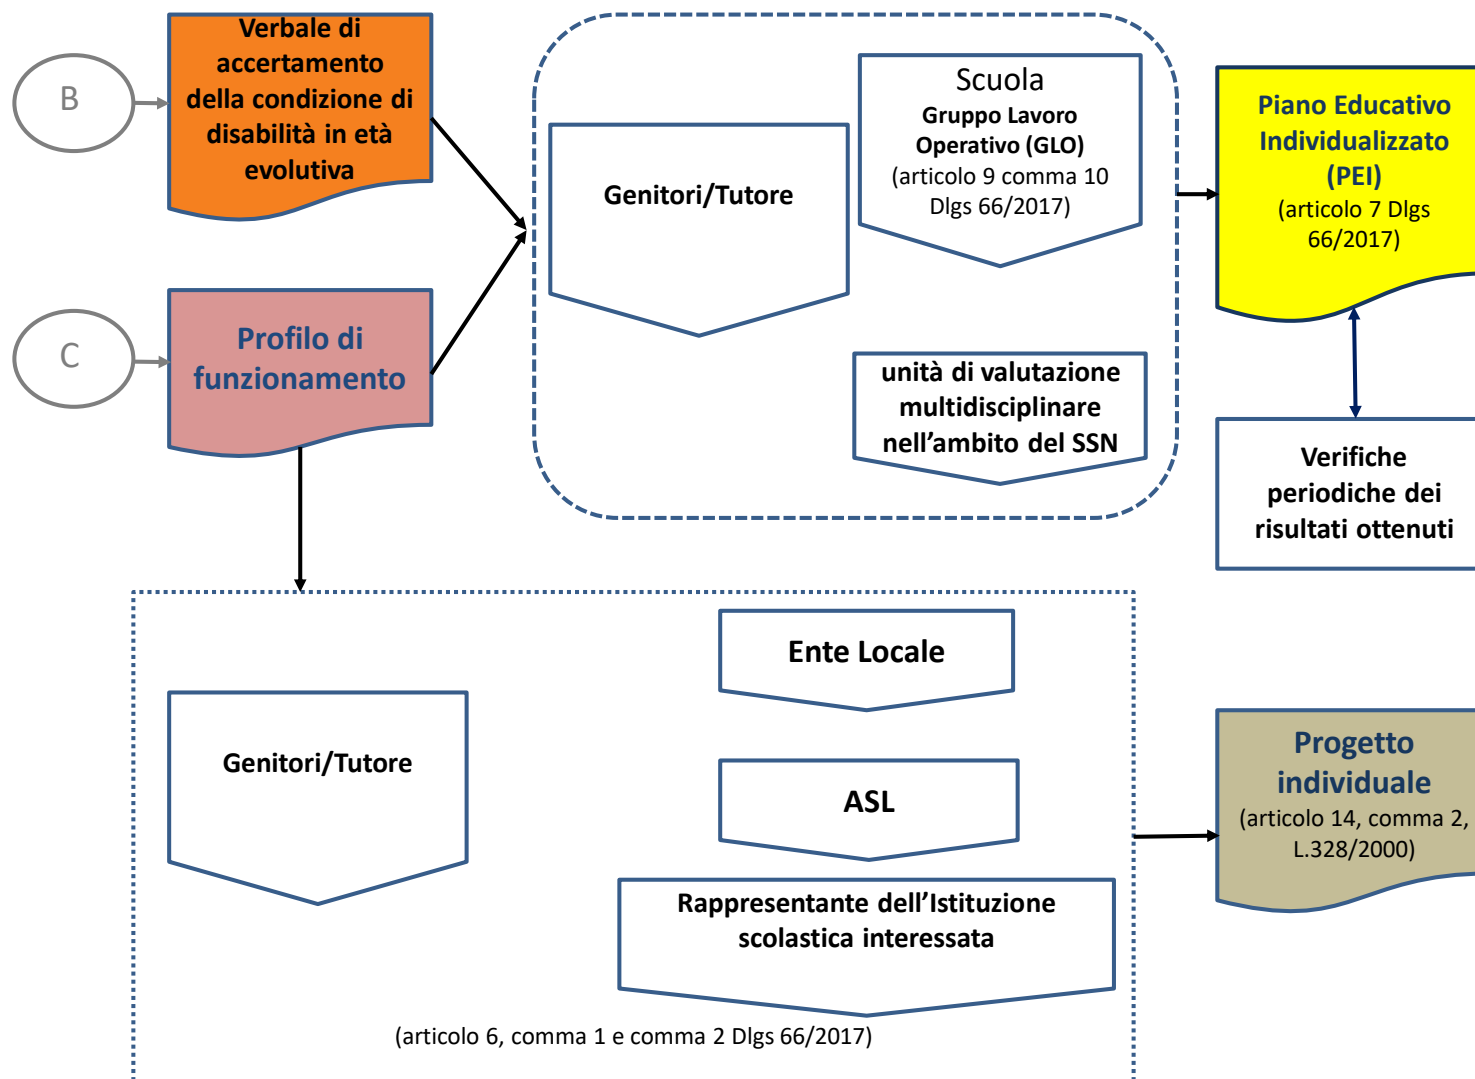 B
Verbale di
accertamento
della condizione di
disabilità in età
evolutiva
C
Profilo di
funzionamento
Genitori/Tutore
Scuola
Gruppo Lavoro
Operativo (GLO)
(articolo 9 comma 10
Dlgs 66/2017)
unità di valutazione
multidisciplinare
nell’ambito del SSN
Piano Educativo
Individualizzato
(PEI)
(articolo 7 Dlgs
66/2017)
Verifiche
periodiche dei
risultati ottenuti
Genitori/Tutore
Ente Locale
ASL
Rappresentante dell’Istituzione
scolastica interessata
(articolo 6, comma 1 e comma 2 Dlgs 66/2017)
Progetto
individuale
(articolo 14, comma 2,
L.328/2000)